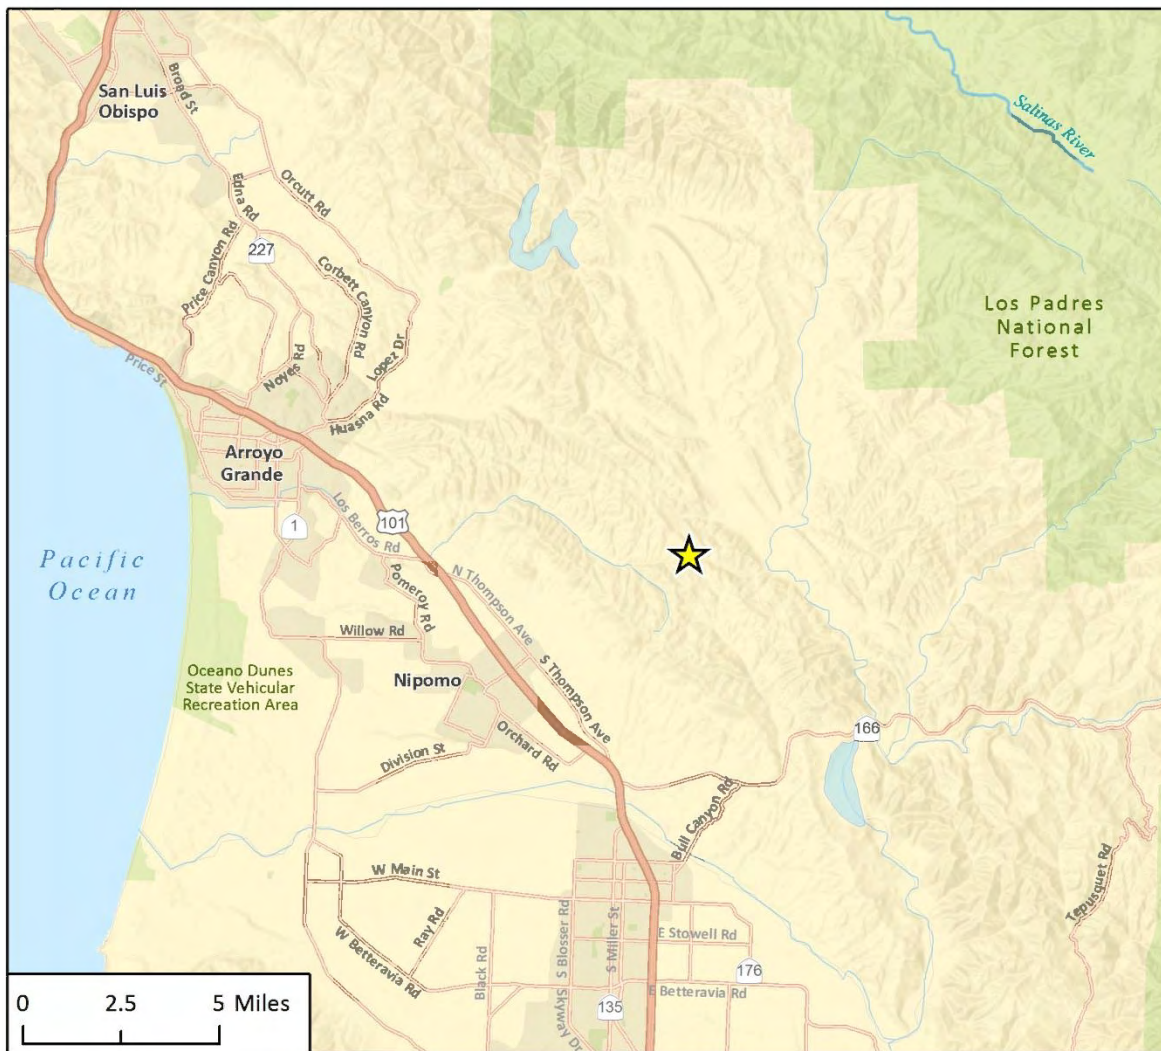 San Luis
Obispo
Broad St
Salinas River
Orcutt Rd
Edna Rd
Price Canyon Rd
227
Corbett Canyon Rd
Los Padres
National
Forest
Lopez Dr
Price St
Noyes Rd
Huasna Rd
Arroyo
Grande
Los Berros Rd
101
1
Pacific
Ocean
N Thompson Ave
Pomeroy Rd
Willow Rd
S Thompson Ave
Oceano Dunes
State Vehicular
Recreation Area
Nipomo
Orchard Rd
166
Division St
Bull Canyon Rd
W Main St
Tepusquet Rd
Ray Rd
W Betteravia Rd
Black Rd
S Blosser Rd
S Miller St
E Stowell Rd
176
E Betteravia Rd
Skyway Dr
135
0 2.5 5 Miles